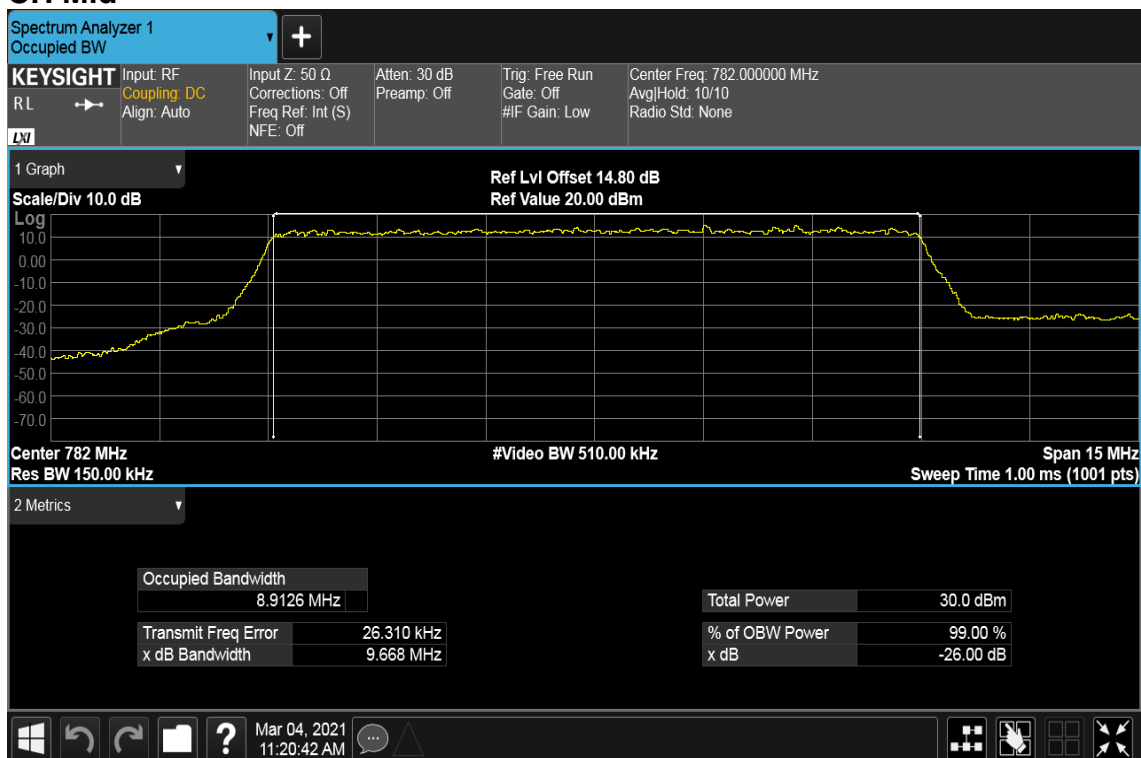 CH Mid
Spectrum Analyzer 1
Occupied BW
KEYSIGHT
R L
LXI
Input: RF
Coupling: DC
Align: Auto
Input Z: 50 Ω
Corrections: Off
Freq Ref: Int (S)
NFE: Off
Atten: 30 dB
Preamp: Off
Trig: Free Run
Gate: Off
#IF Gain: Low
Center Freq: 782.000000 MHz
Avg|Hold: 10/10
Radio Std: None
1 Graph
Scale/Div 10.0 dB
Ref Lvl Offset 14.80 dB
Ref Value 20.00 dBm
Log
10.0
0.00
-10.0
-20.0
-30.0
-40.0
-50.0
-60.0
-70.0
Center 782 MHz
#Video BW 510.00 kHz
Span 15 MHz
Res BW 150.00 kHz
Sweep Time 1.00 ms (1001 pts)
2 Metrics
Occupied Bandwidth
8.9126 MHz
Total Power 30.0 dBm
Transmit Freq Error 26.310 kHz
% of OBW Power 99.00 %
x dB Bandwidth 9.668 MHz
x dB -26.00 dB
?
Mar 04, 2021
11:20:42 AM